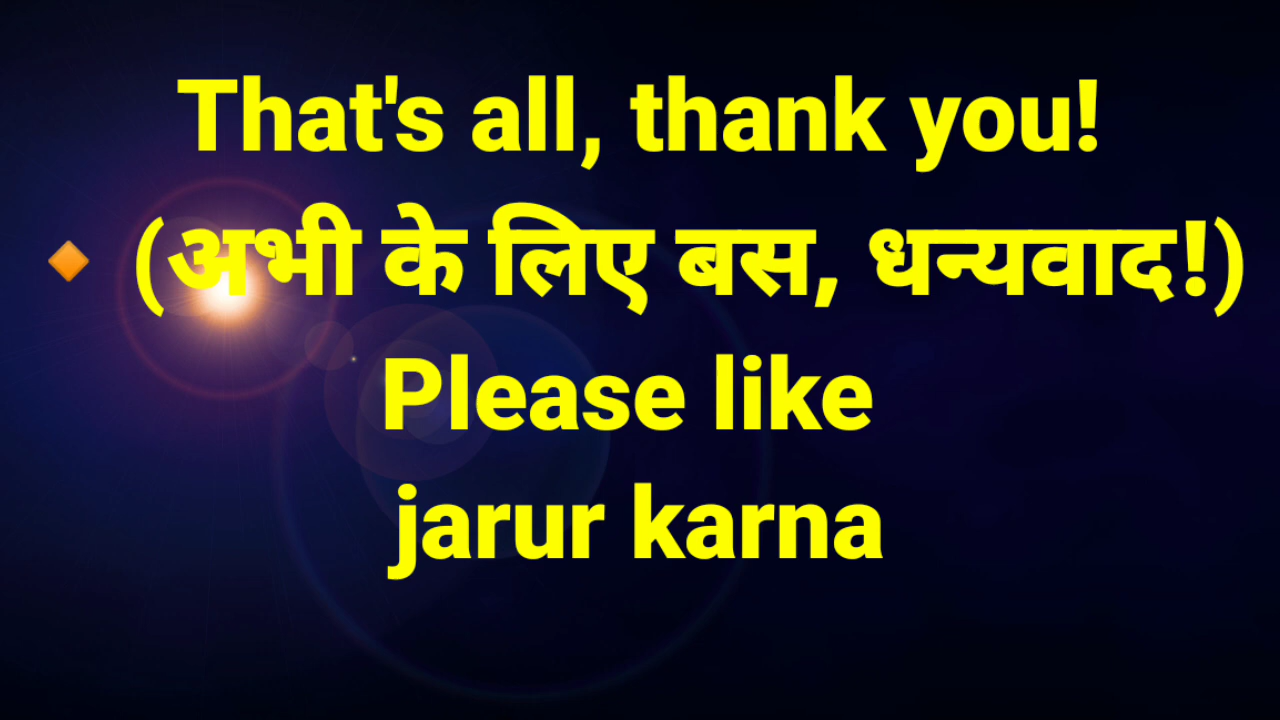 That's all, thank you!
🔸 (अभी के लिए बस, धन्यवाद!)
Please like
jarur karna